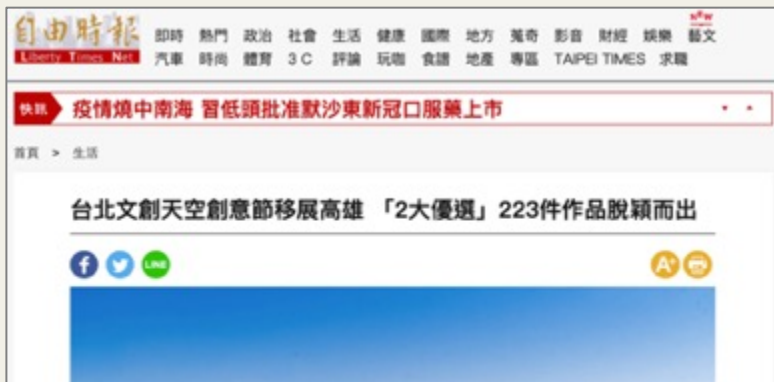 自由時報
Liberty Times Net
即時 熱門 政治 社會 生活 健康 國際 地方 蒐奇 影音 財經 娛樂 藝文
NEW
汽車 時尚 體育 3 C 評論 玩咖 食譜 地產 專區 TAIPEI TIMES 求職
快訊 疫情燒中南海 習低頭批准默沙東新冠口服藥上市
首頁 > 生活
台北文創天空創意節移展高雄 「2大優選」223件作品脫穎而出
LINE
A+